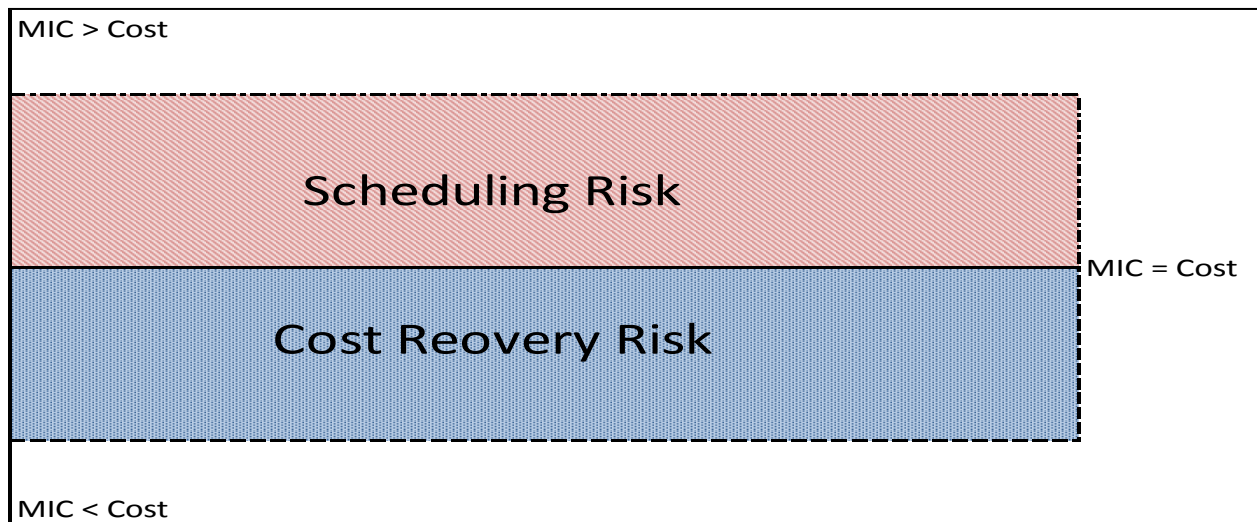 MIC > Cost
Scheduling Risk
MIC = Cost
Cost Reovery Risk
MIC < Cost